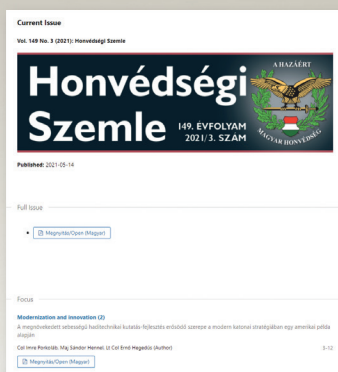 Current Issue
Vol. 149 No. 3 (2021): Honvédségi Szemle
Honvédségi
Szemle
149. ÉVFOLYAM
2021/3. SZÁM
A HAZÁÉRT
MAGYAR HONVÉDSÉG
Published: 2021-05-14
Full Issue
Megnyitás/Open (Magyar)
Focus
Modernization and innovation (2)
A megnövekedett sebességű haditechnikai kutatás-fejlesztés erősödő szerepe a modern katonai stratégiában egy amerikai példa
alapján
Col Imre Porkoláb, Maj Sándor Hennel, Lt Col Ernő Hegedűs (Author)
5-12
Megnyitás/Open (Magyar)